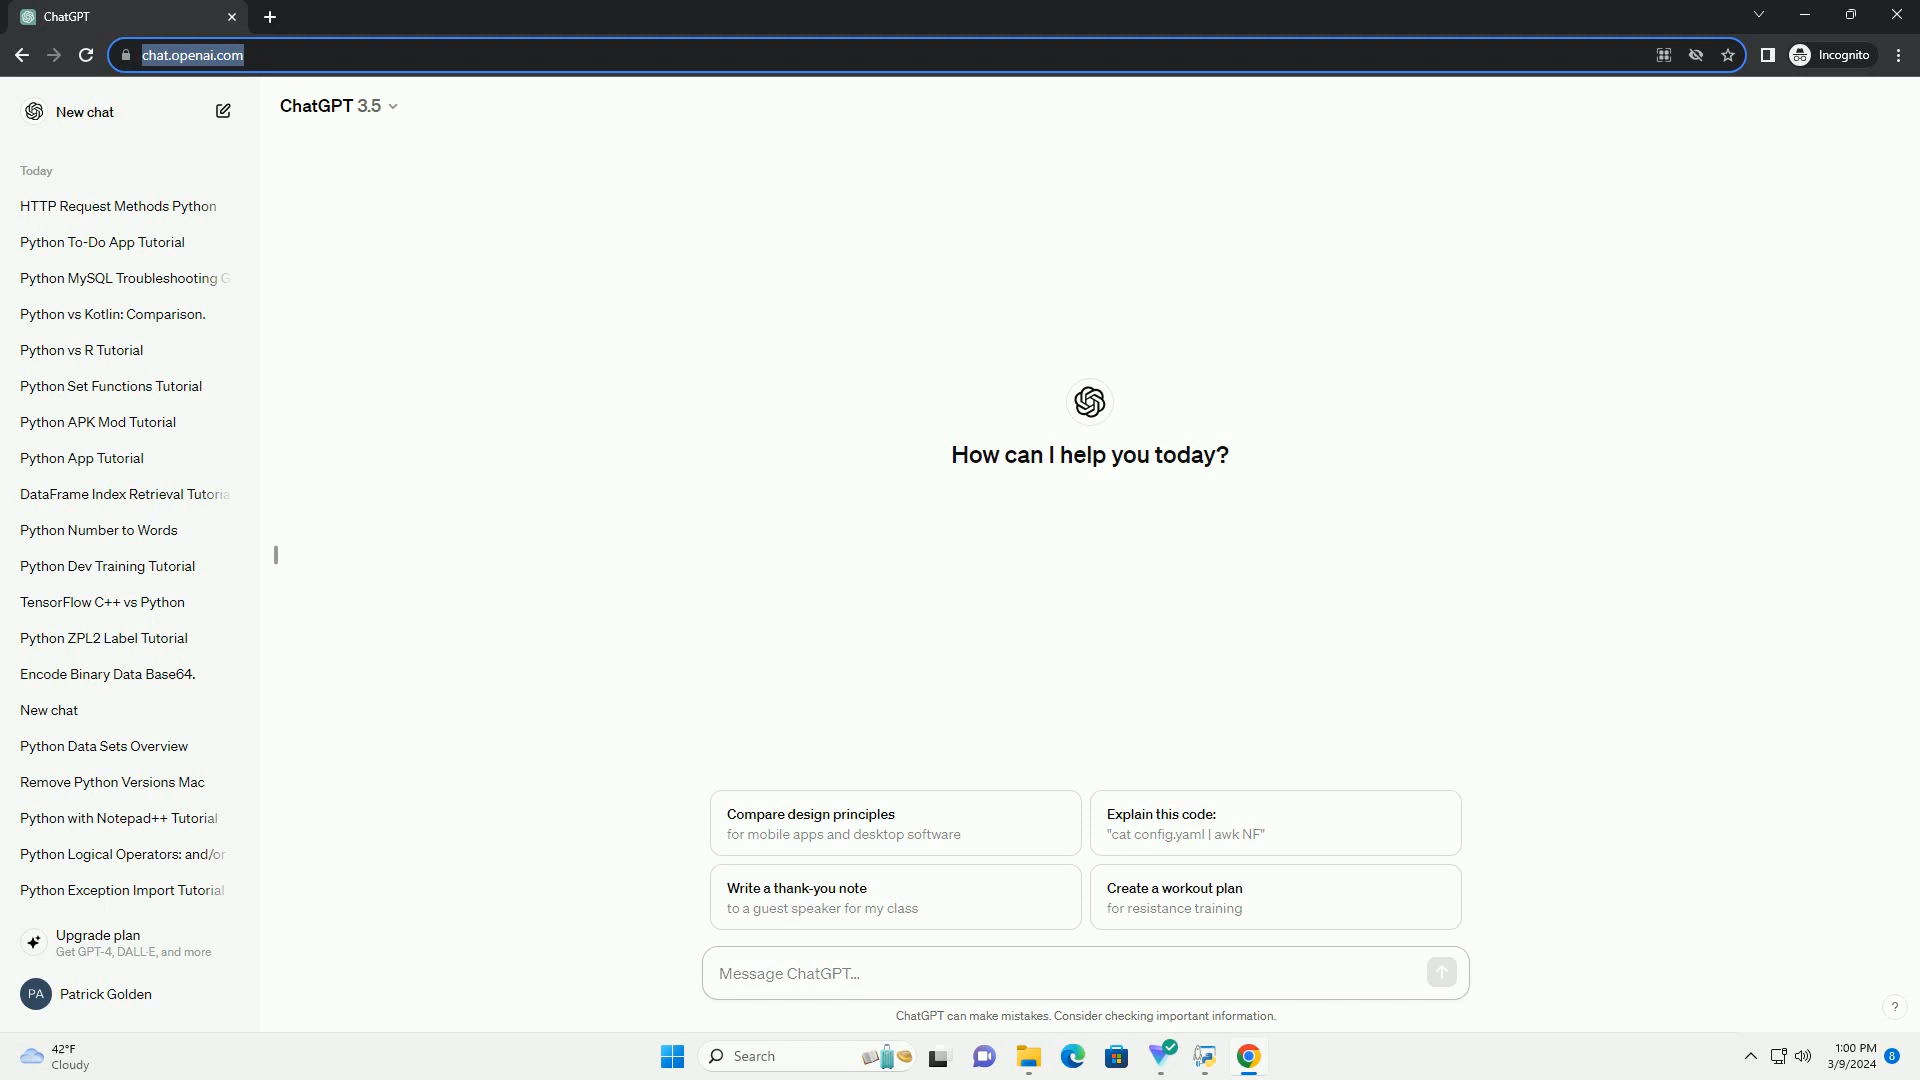 ChatGPT
chat.openai.com
Incognito
New chat
ChatGPT 3.5
Today
HTTP Request Methods Python
Python To-Do App Tutorial
Python MySQL Troubleshooting G
Python vs Kotlin: Comparison.
Python vs R Tutorial
Python Set Functions Tutorial
Python APK Mod Tutorial
Python App Tutorial
DataFrame Index Retrieval Tutoria
Python Number to Words
Python Dev Training Tutorial
TensorFlow C++ vs Python
Python ZPL2 Label Tutorial
Encode Binary Data Base64.
New chat
Python Data Sets Overview
Remove Python Versions Mac
Python with Notepad++ Tutorial
Python Logical Operators: and/or
Python Exception Import Tutorial
Upgrade plan
Get GPT-4, DALL·E, and more
PA
Patrick Golden
How can I help you today?
Compare design principles
for mobile apps and desktop software
Explain this code:
"cat config.yaml | awk NF"
Write a thank-you note
to a guest speaker for my class
Create a workout plan
for resistance training
Message ChatGPT...
ChatGPT can make mistakes. Consider checking important information.
?
42°F
Cloudy
Search
1:00 PM
3/9/2024
8